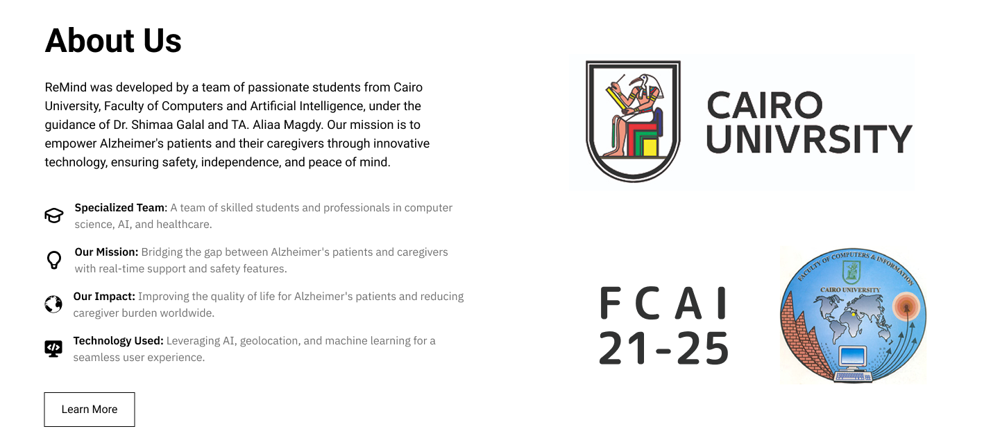 About Us
ReMind was developed by a team of passionate students from Cairo
University, Faculty of Computers and Artificial Intelligence, under the
guidance of Dr. Shimaa Galal and TA. Aliaa Magdy. Our mission is to
empower Alzheimer's patients and their caregivers through innovative
technology, ensuring safety, independence, and peace of mind.
Specialized Team: A team of skilled students and professionals in computer
science, AI, and healthcare.
Our Mission: Bridging the gap between Alzheimer's patients and caregivers
with real-time support and safety features.
Our Impact: Improving the quality of life for Alzheimer's patients and reducing
caregiver burden worldwide.
Technology Used: Leveraging AI, geolocation, and machine learning for a
seamless user experience.
Learn More
CAIRO
UNIVRSITY
F C A I
21-25
FACULTY OF COMPUTERS & INFORMATION
CAIRO UNIVERSITY